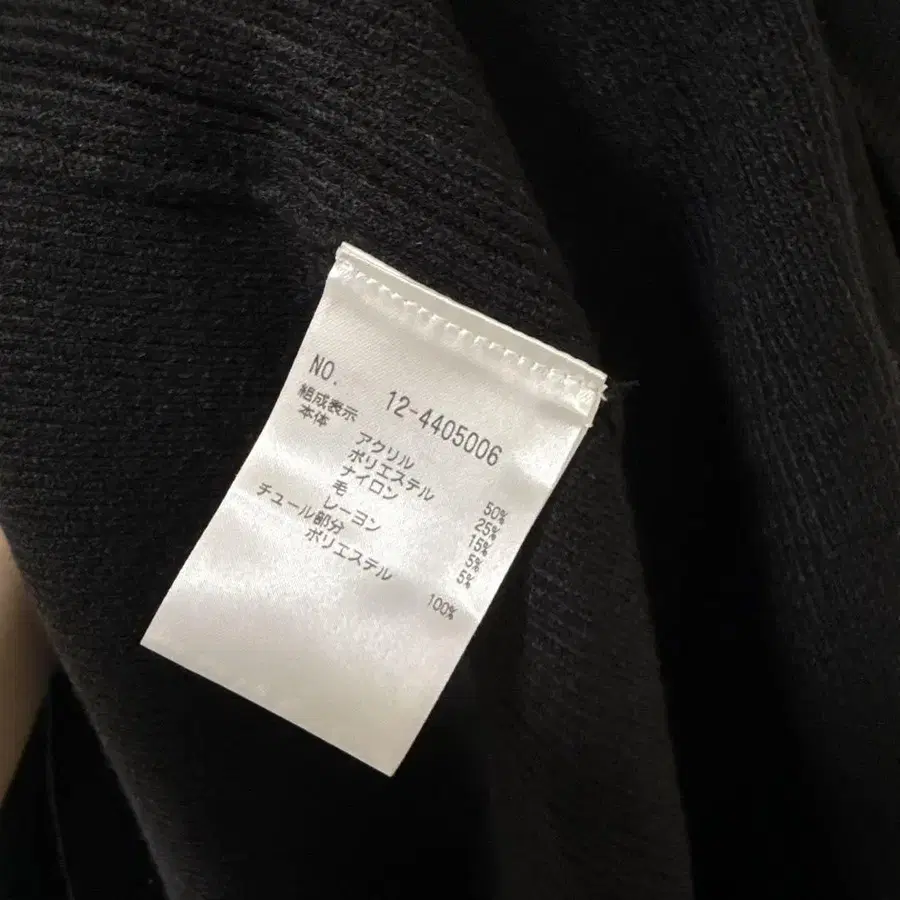 NO. 12-4405006
組成表示
本体
アクリル 50%
ポリエステル 25%
ナイロン 15%
毛 5%
レーヨン 5%
チュール部分
ポリエステル 100%